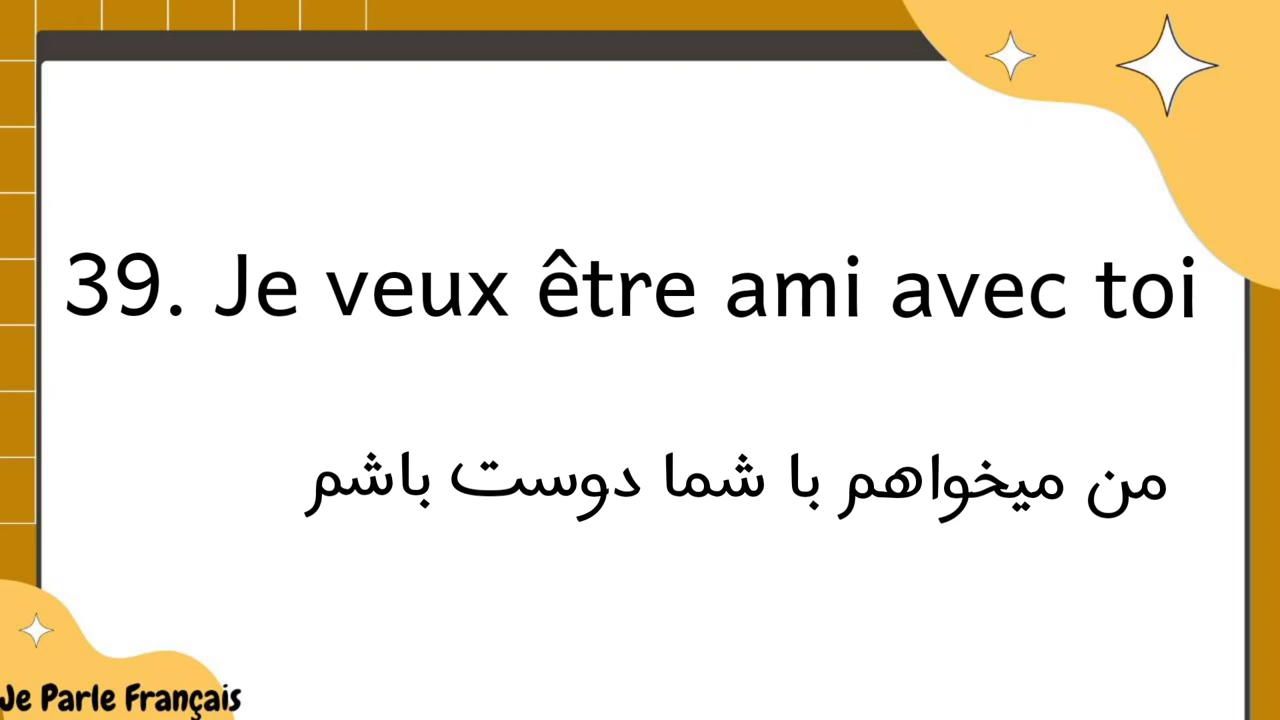 39. Je veux être ami avec toi
من میخواهم با شما دوست باشم
Je Parle Français